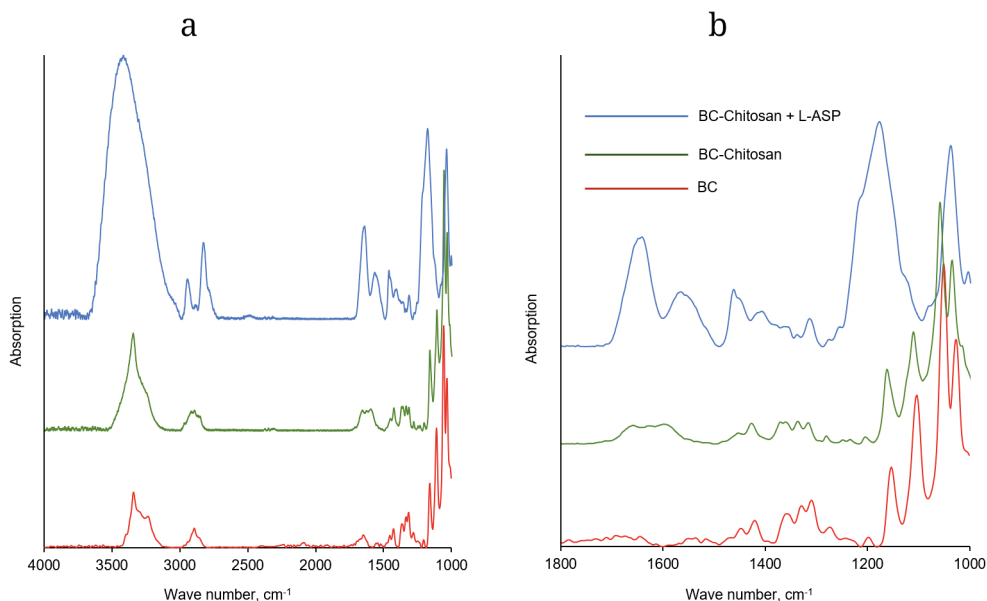 a
b
BC-Chitosan + L-ASP
BC-Chitosan
BC
Absorption
Absorption
4000 3500 3000 2500 2000 1500 1000
1800 1600 1400 1200 1000
Wave number, cm⁻¹
Wave number, cm⁻¹